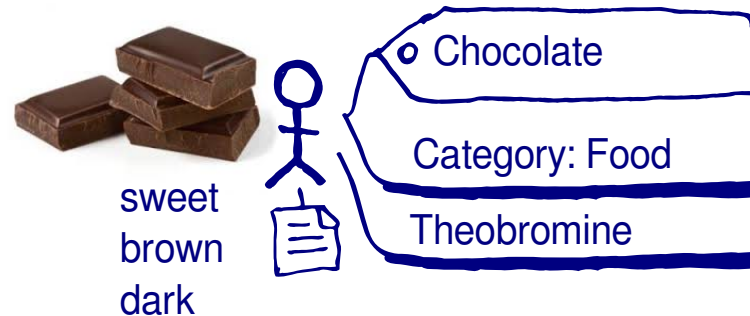 Chocolate
Category: Food
Theobromine
sweet
brown
dark